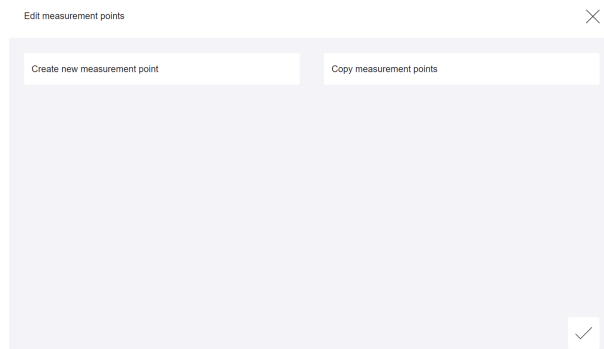 Edit measurement points
Create new measurement point
Copy measurement points